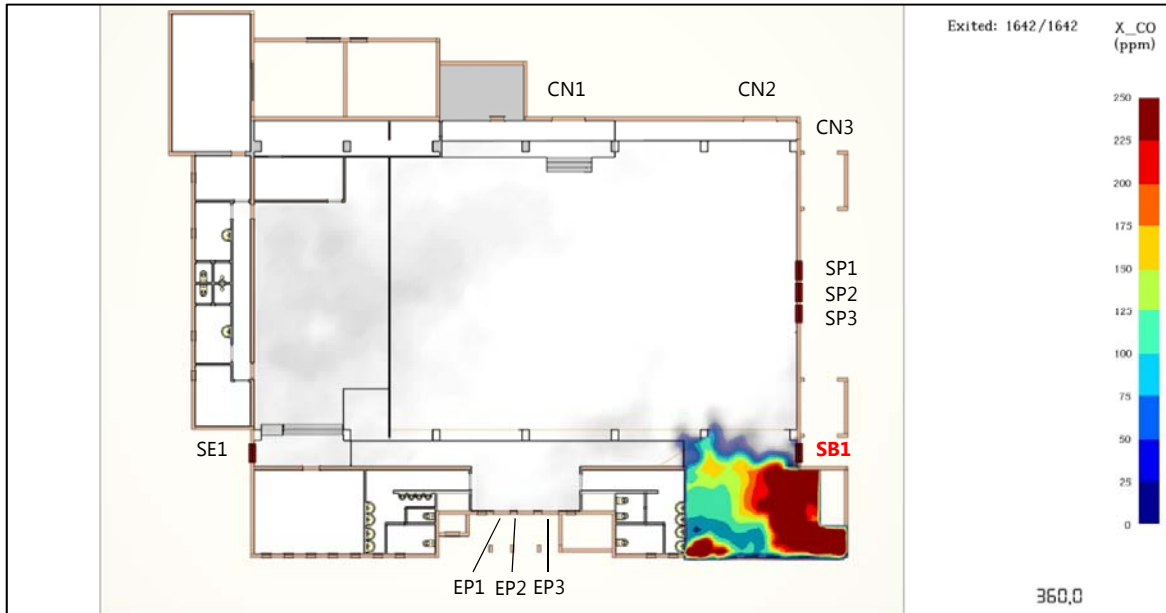 Exited: 1642/1642
X_CO
(ppm)
CN1
CN2
CN3
250
225
200
175
150
125
100
75
50
25
0
SP1
SP2
SP3
SE1
SB1
EP1 EP2 EP3
360,0